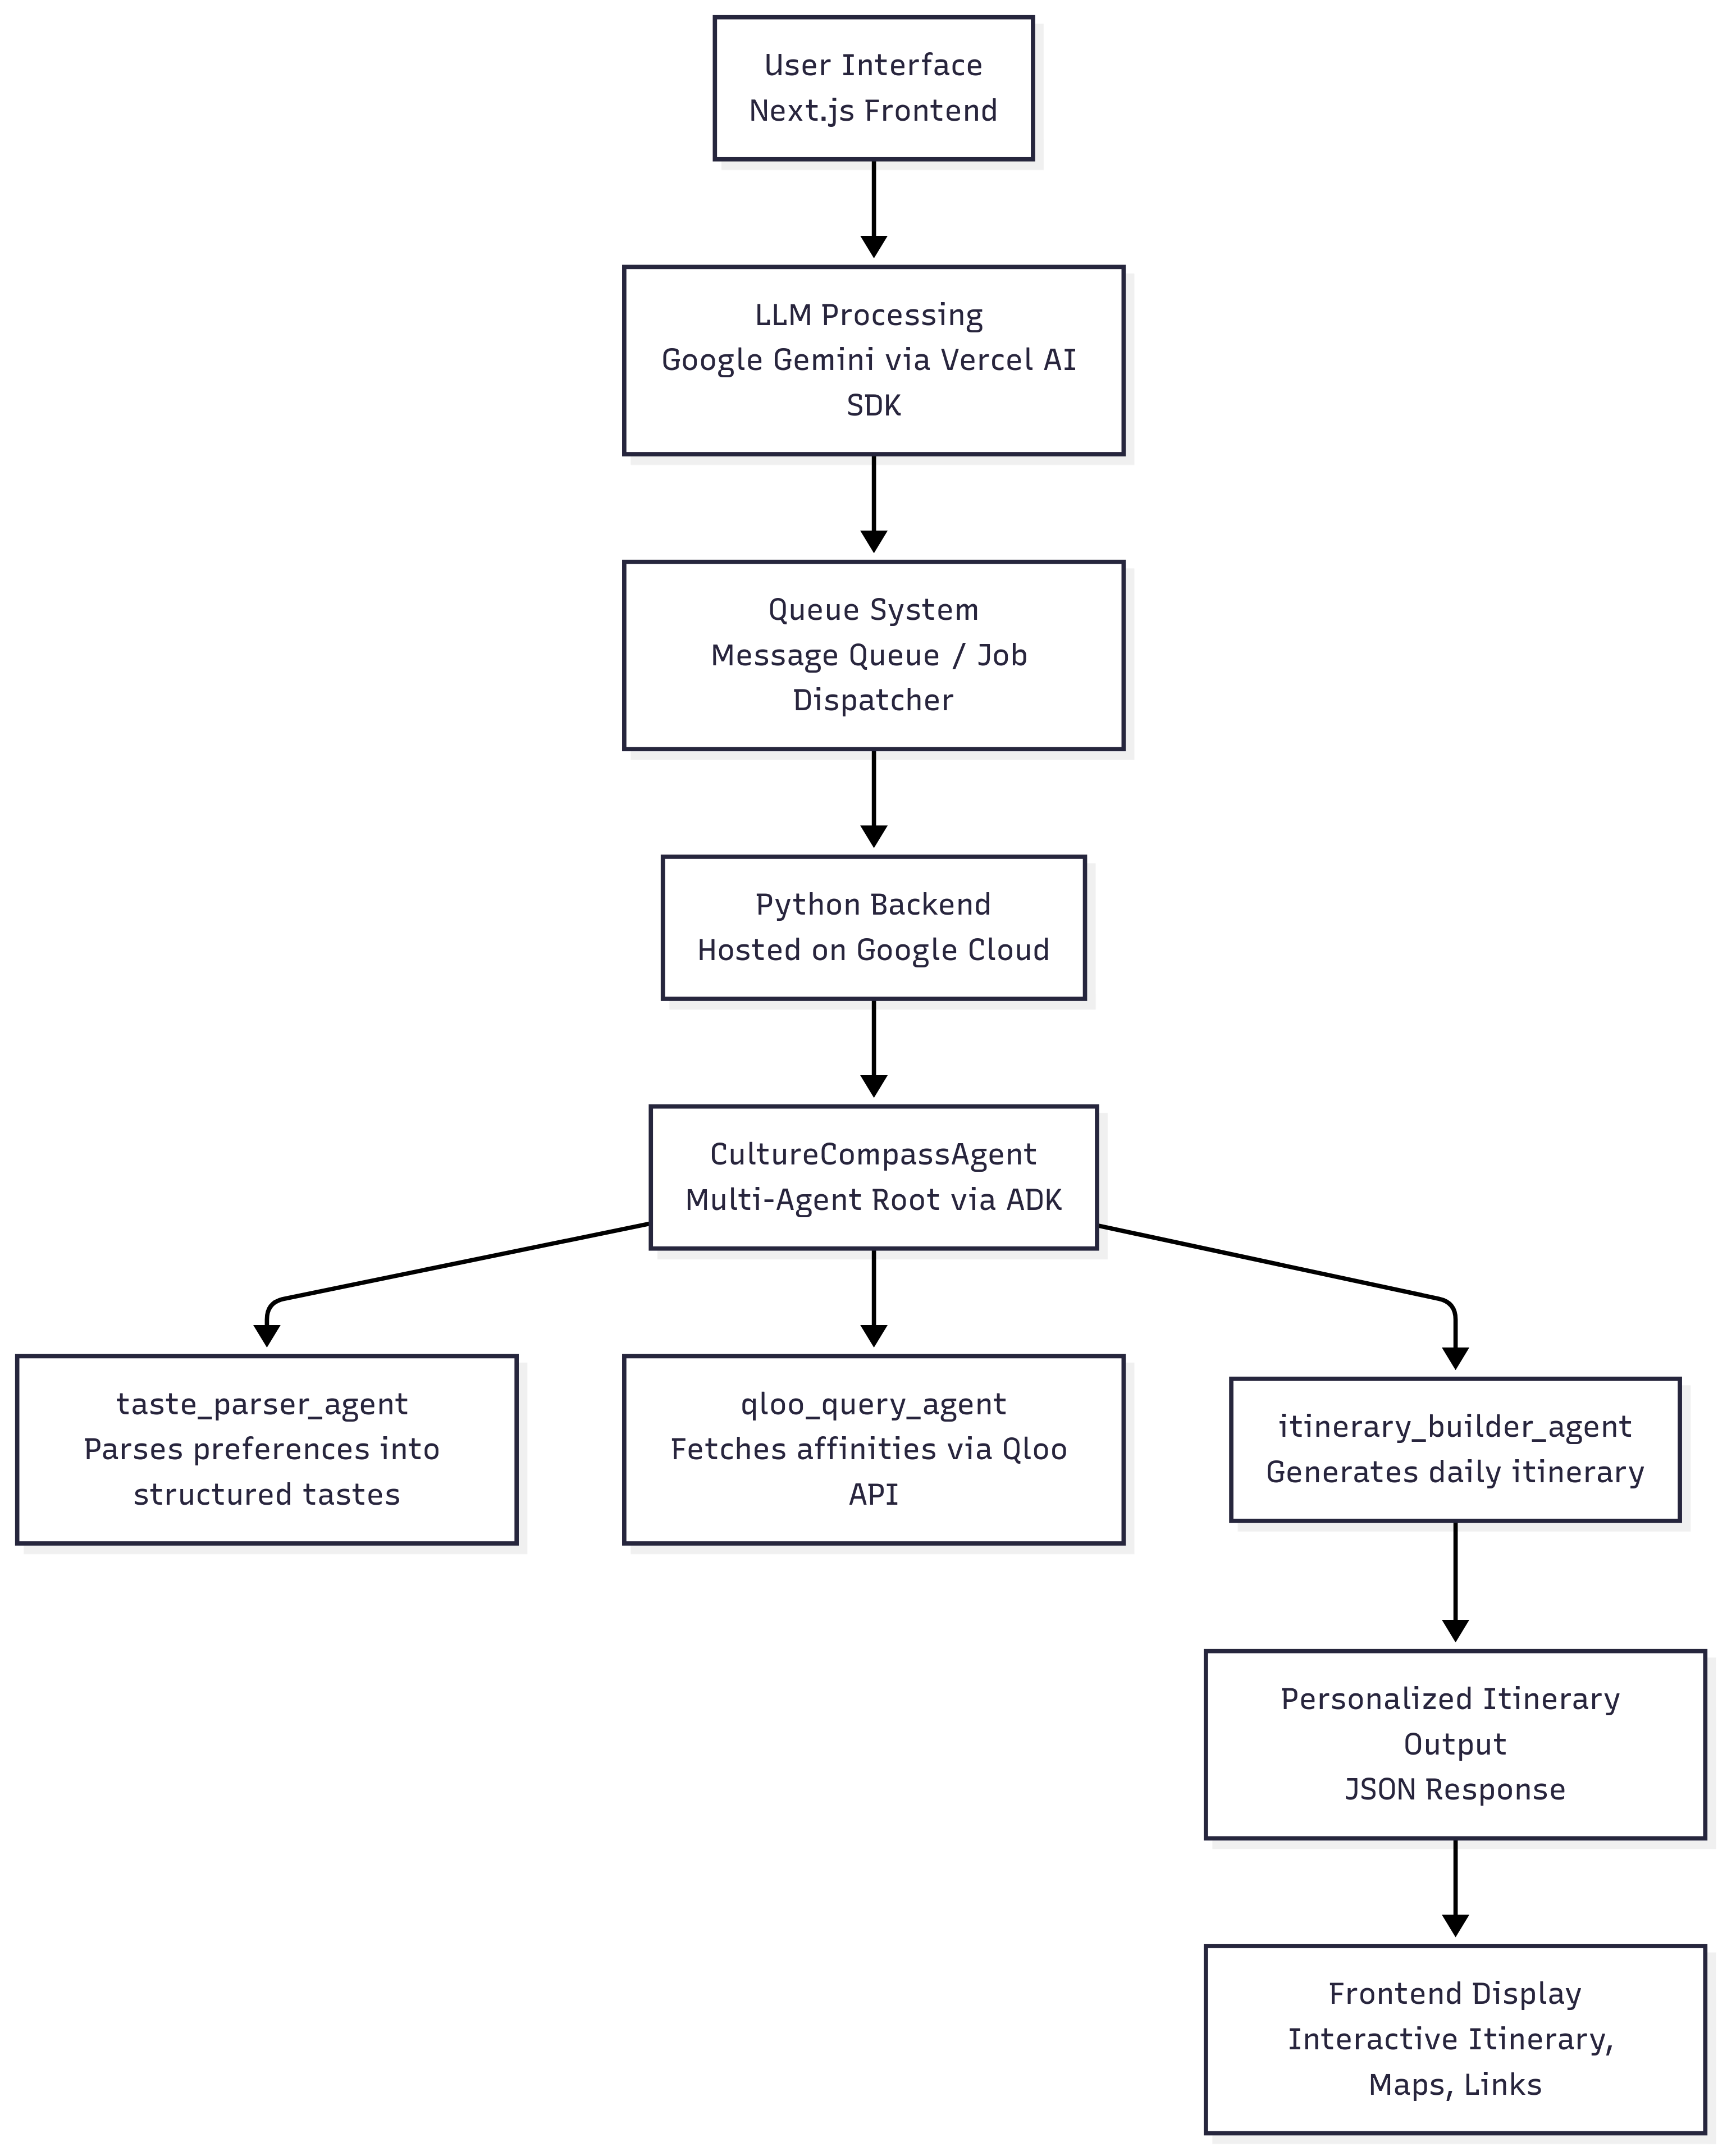 User Interface
Next.js Frontend
LLM Processing
Google Gemini via Vercel AI
SDK
Queue System
Message Queue / Job
Dispatcher
Python Backend
Hosted on Google Cloud
CultureCompassAgent
Multi-Agent Root via ADK
taste_parser_agent
Parses preferences into
structured tastes
qloo_query_agent
Fetches affinities via Qloo
API
itinerary_builder_agent
Generates daily itinerary
Personalized Itinerary
Output
JSON Response
Frontend Display
Interactive Itinerary,
Maps, Links